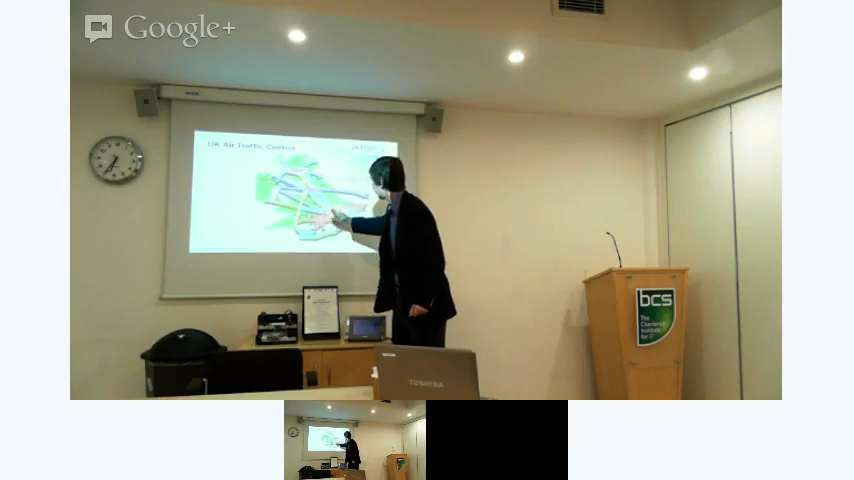 Google+
UK Air Traffic Control
bcs
The
Chartered
Institute
for IT
TOSHIBA